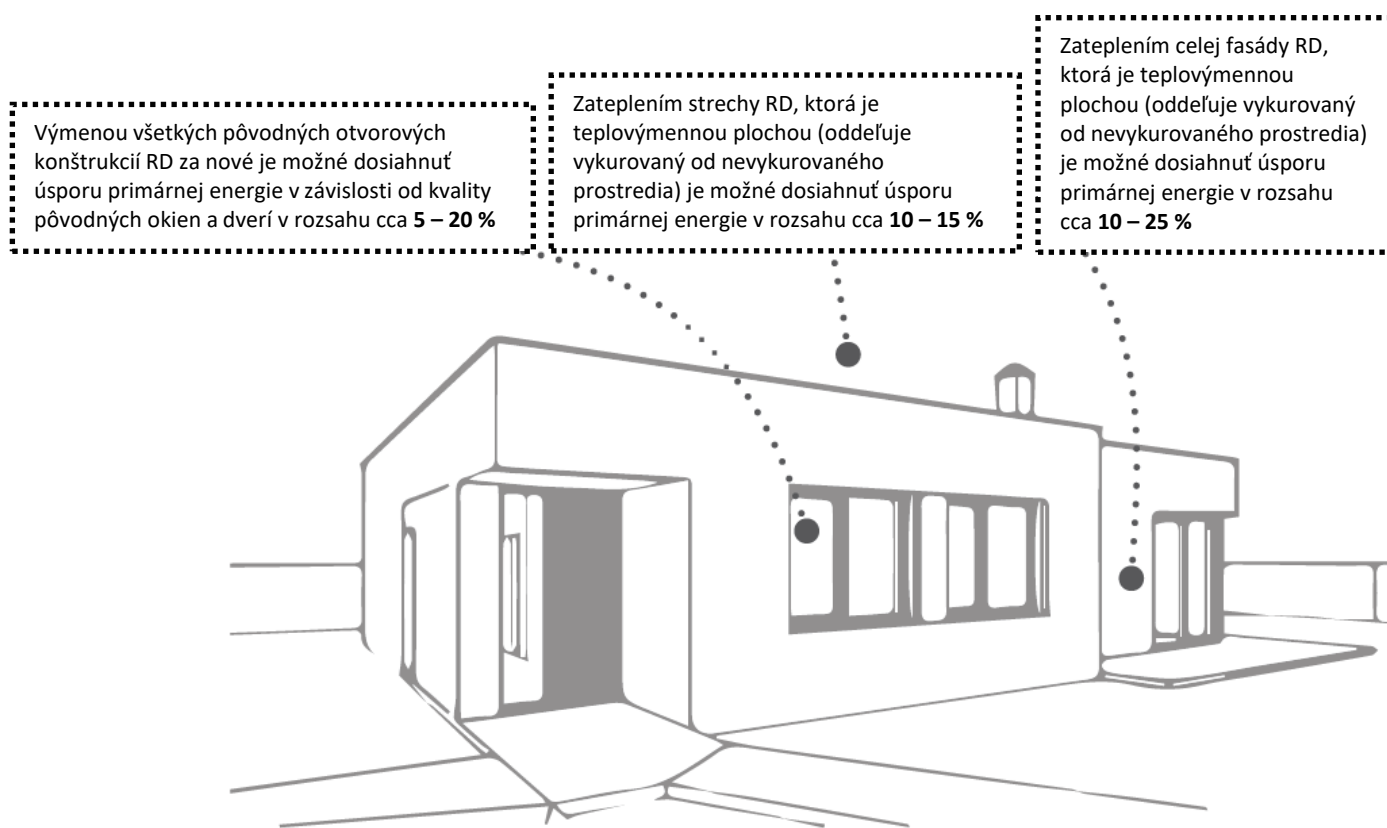 Výmenou všetkých pôvodných otvorových
konštrukcií RD za nové je možné dosiahnuť
úsporu primárnej energie v závislosti od kvality
pôvodných okien a dverí v rozsahu cca 5 – 20 %
Zateplením strechy RD, ktorá je
teplovýmennou plochou (oddeľuje
vykurovaný od nevykurovaného
prostredia) je možné dosiahnuť úsporu
primárnej energie v rozsahu cca 10 – 15 %
Zateplením celej fasády RD,
ktorá je teplovýmennou
plochou (oddeľuje vykurovaný
od nevykurovaného prostredia)
je možné dosiahnuť úsporu
primárnej energie v rozsahu
cca 10 – 25 %